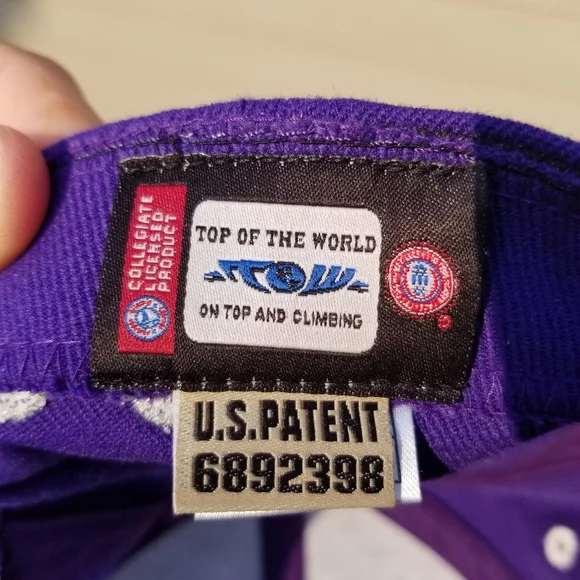 COLLEGIATE
LICENSED
PRODUCT
TOP OF THE WORLD
TOW
ON TOP AND CLIMBING
U.S.PATENT
6892398
®